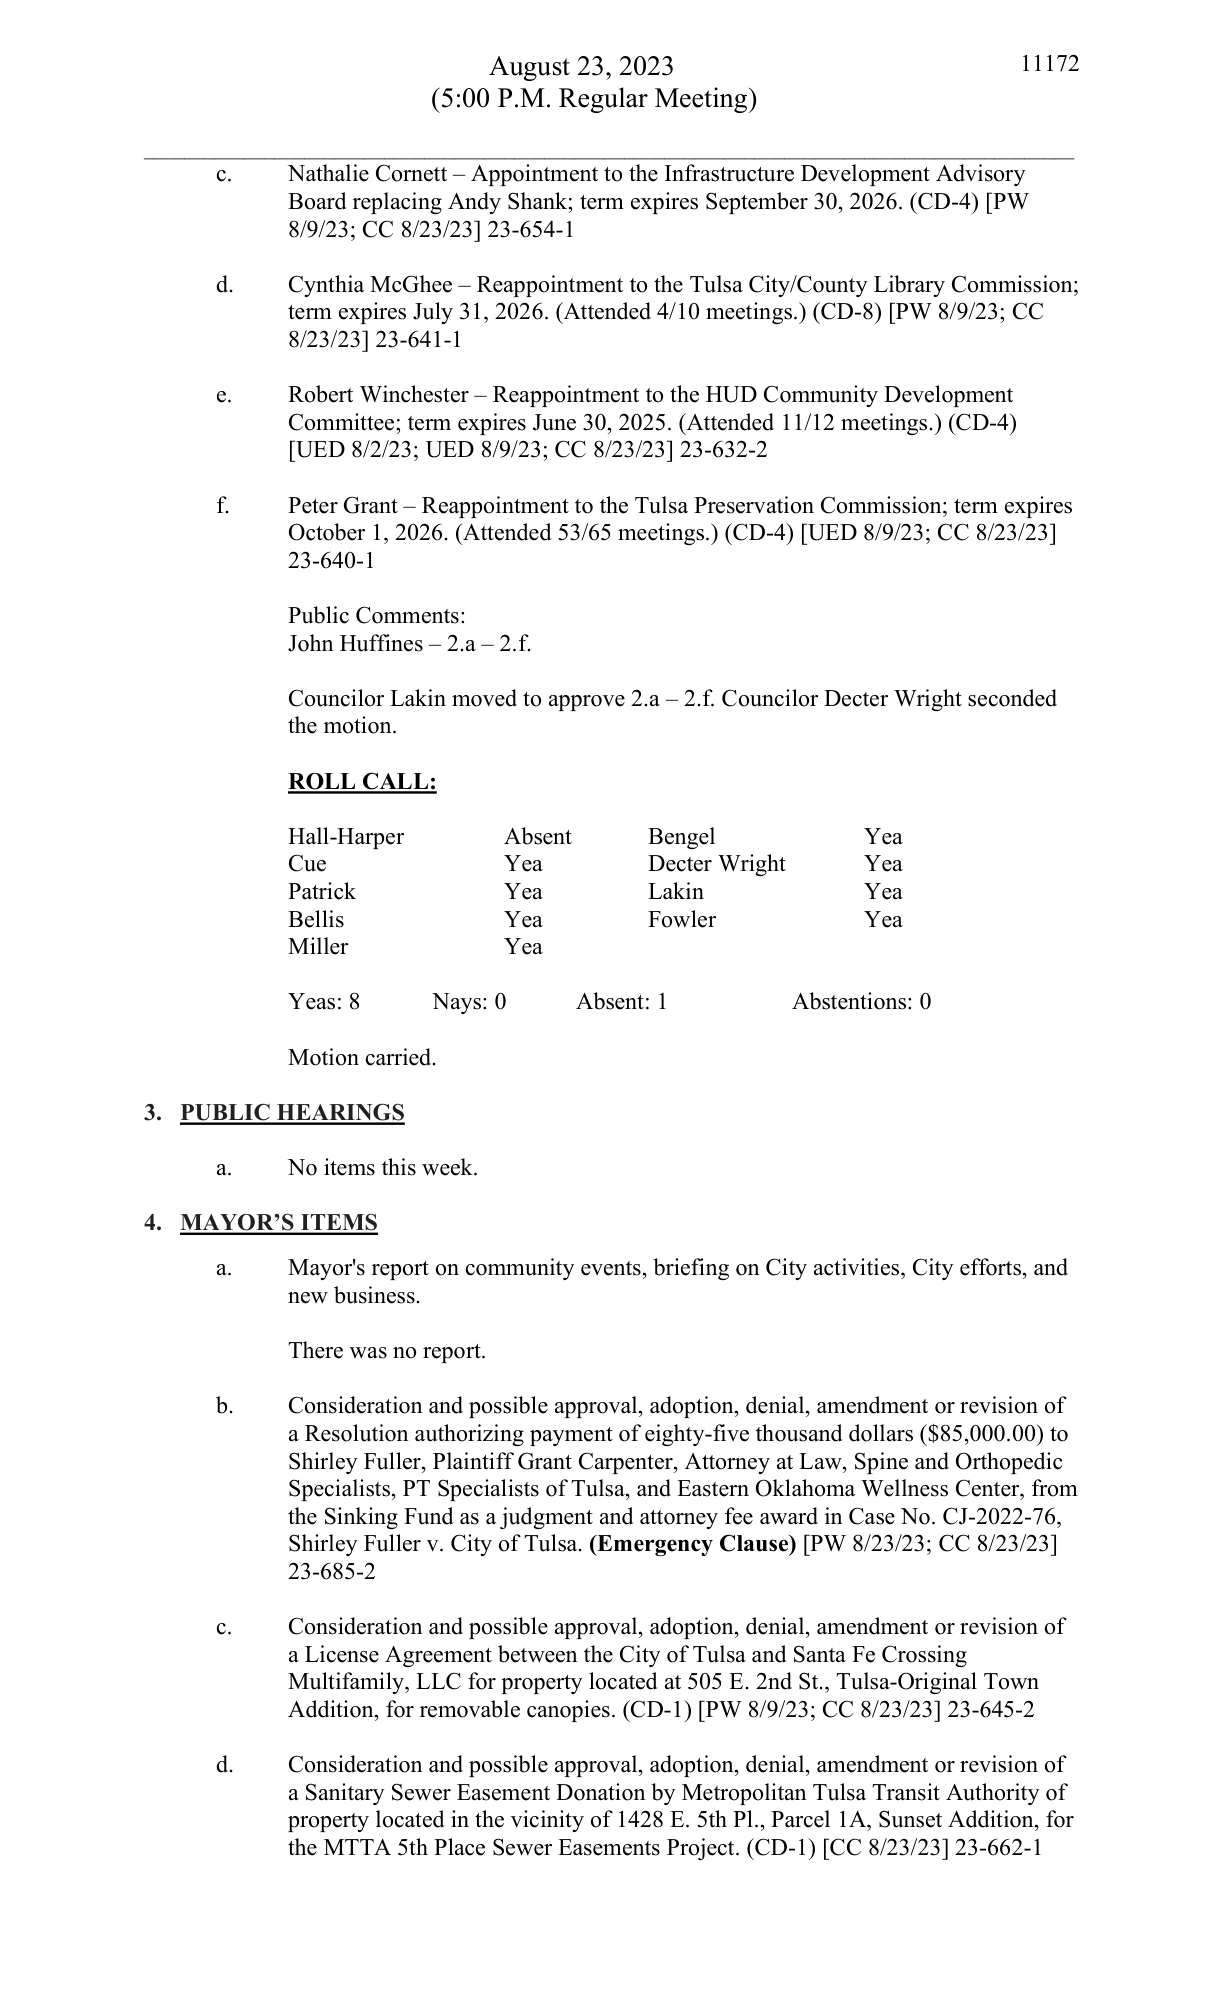 August 23, 2023
11172
(5:00 P.M. Regular Meeting)
c. Nathalie Cornett – Appointment to the Infrastructure Development Advisory
Board replacing Andy Shank; term expires September 30, 2026. (CD-4) [PW
8/9/23; CC 8/23/23] 23-654-1
d. Cynthia McGhee – Reappointment to the Tulsa City/County Library Commission;
term expires July 31, 2026. (Attended 4/10 meetings.) (CD-8) [PW 8/9/23; CC
8/23/23] 23-641-1
e. Robert Winchester – Reappointment to the HUD Community Development
Committee; term expires June 30, 2025. (Attended 11/12 meetings.) (CD-4)
[UED 8/2/23; UED 8/9/23; CC 8/23/23] 23-632-2
f. Peter Grant – Reappointment to the Tulsa Preservation Commission; term expires
October 1, 2026. (Attended 53/65 meetings.) (CD-4) [UED 8/9/23; CC 8/23/23]
23-640-1
Public Comments:
John Huffines – 2.a – 2.f.
Councilor Lakin moved to approve 2.a – 2.f. Councilor Decter Wright seconded
the motion.
ROLL CALL:
Hall-Harper Absent Bengel Yea
Cue Yea Decter Wright Yea
Patrick Yea Lakin Yea
Bellis Yea Fowler Yea
Miller Yea
Yeas: 8 Nays: 0 Absent: 1 Abstentions: 0
Motion carried.
3. PUBLIC HEARINGS
a. No items this week.
4. MAYOR’S ITEMS
a. Mayor's report on community events, briefing on City activities, City efforts, and
new business.
There was no report.
b. Consideration and possible approval, adoption, denial, amendment or revision of
a Resolution authorizing payment of eighty-five thousand dollars ($85,000.00) to
Shirley Fuller, Plaintiff Grant Carpenter, Attorney at Law, Spine and Orthopedic
Specialists, PT Specialists of Tulsa, and Eastern Oklahoma Wellness Center, from
the Sinking Fund as a judgment and attorney fee award in Case No. CJ-2022-76,
Shirley Fuller v. City of Tulsa. (Emergency Clause) [PW 8/23/23; CC 8/23/23]
23-685-2
c. Consideration and possible approval, adoption, denial, amendment or revision of
a License Agreement between the City of Tulsa and Santa Fe Crossing
Multifamily, LLC for property located at 505 E. 2nd St., Tulsa-Original Town
Addition, for removable canopies. (CD-1) [PW 8/9/23; CC 8/23/23] 23-645-2
d. Consideration and possible approval, adoption, denial, amendment or revision of
a Sanitary Sewer Easement Donation by Metropolitan Tulsa Transit Authority of
property located in the vicinity of 1428 E. 5th Pl., Parcel 1A, Sunset Addition, for
the MTTA 5th Place Sewer Easements Project. (CD-1) [CC 8/23/23] 23-662-1